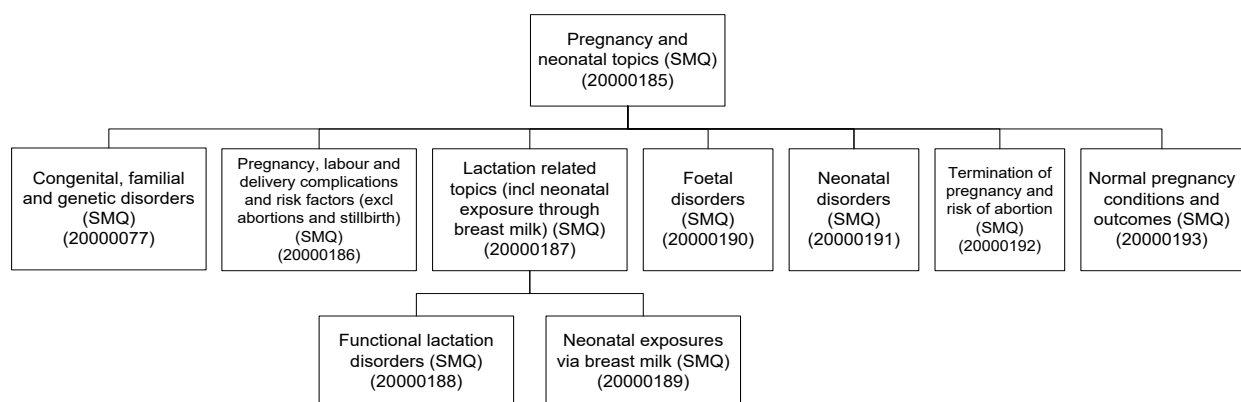 Pregnancy and
neonatal topics (SMQ)
(20000185)
Congenital, familial
and genetic disorders
(SMQ)
(20000077)
Pregnancy, labour and
delivery complications
and risk factors (excl
abortions and stillbirth)
(SMQ)
(20000186)
Lactation related
topics (incl neonatal
exposure through
breast milk) (SMQ)
(20000187)
Foetal
disorders
(SMQ)
(20000190)
Neonatal
disorders
(SMQ)
(20000191)
Termination of
pregnancy and
risk of abortion
(SMQ)
(20000192)
Normal pregnancy
conditions and
outcomes (SMQ)
(20000193)
Functional lactation
disorders (SMQ)
(20000188)
Neonatal exposures
via breast milk (SMQ)
(20000189)